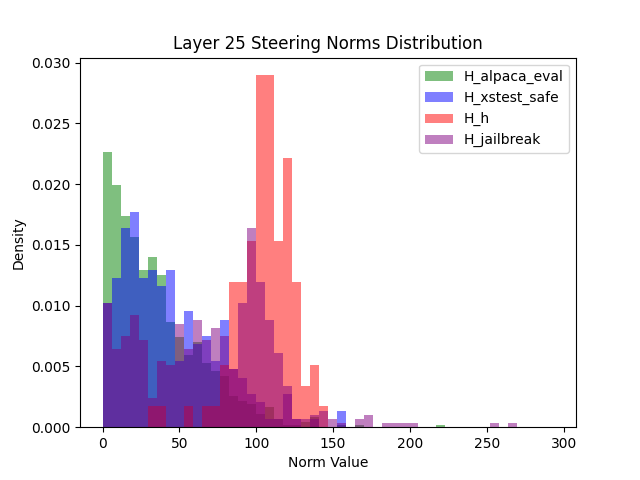 Layer 25 Steering Norms Distribution
H_alpaca_eval
H_xstest_safe
H_h
H_jailbreak
Density
0.030
0.025
0.020
0.015
0.010
0.005
0.000
0 50 100 150 200 250 300
Norm Value